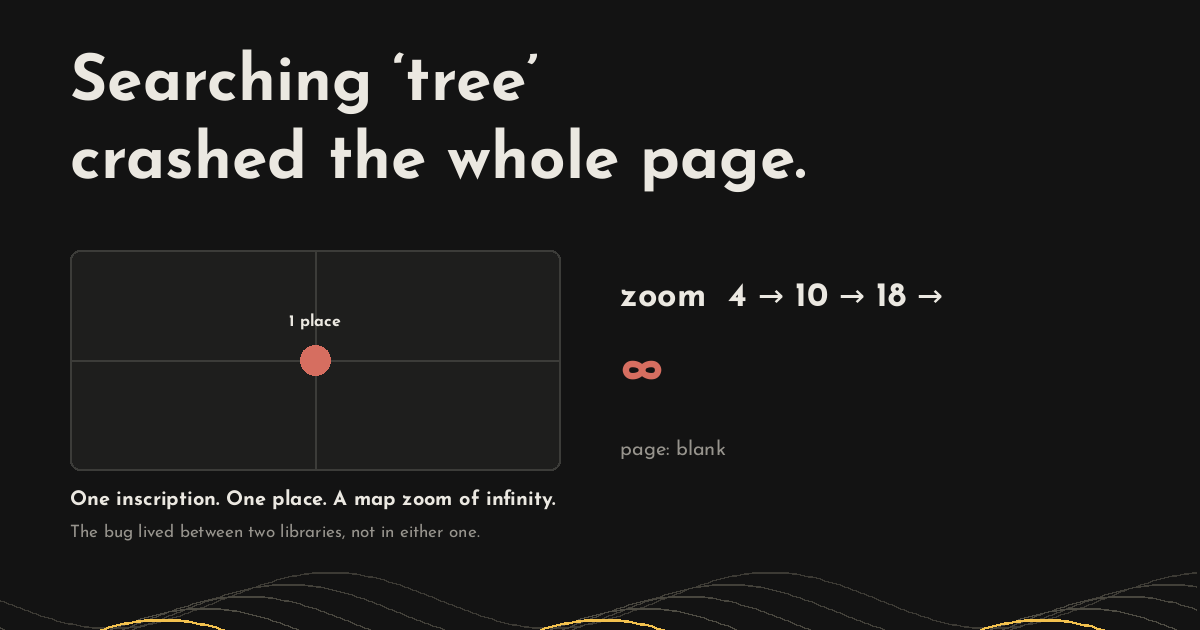 Searching ‘tree’
crashed the whole page.
1 place
zoom 4 → 10 → 18 →
∞
page: blank
One inscription. One place. A map zoom of infinity.
The bug lived between two libraries, not in either one.